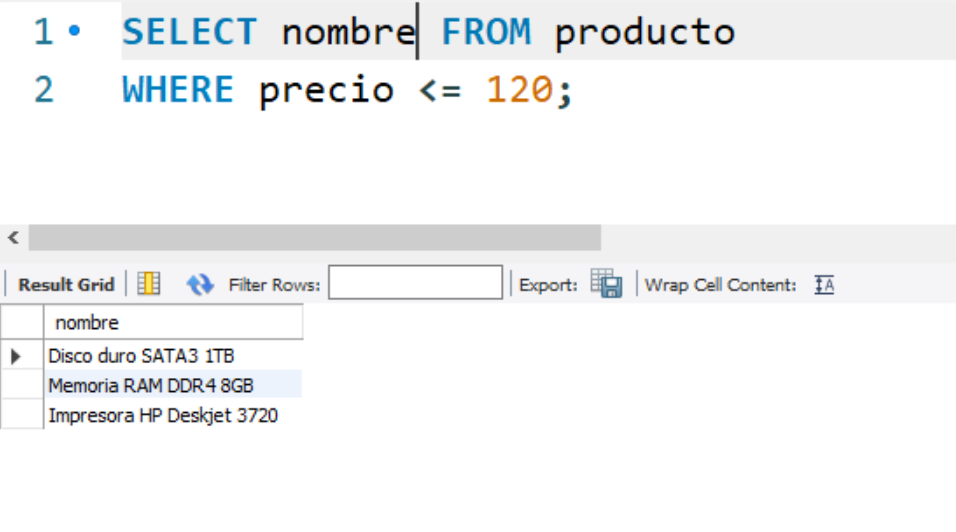 1 SELECT nombre FROM producto
2 WHERE precio <= 120;
Result Grid Filter Rows: Export: Wrap Cell Content:
nombre
Disco duro SATA3 1TB
Memoria RAM DDR4 8GB
Impresora HP Deskjet 3720